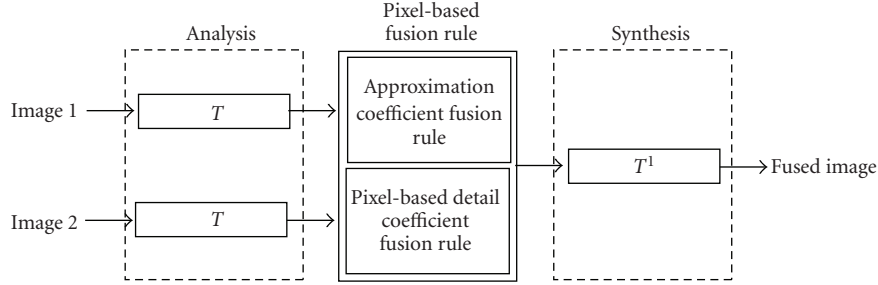 Analysis
Pixel-based
fusion rule
Synthesis
Image 1
T
Approximation
coefficient fusion
rule
T¹
Fused image
Image 2
T
Pixel-based detail
coefficient
fusion rule